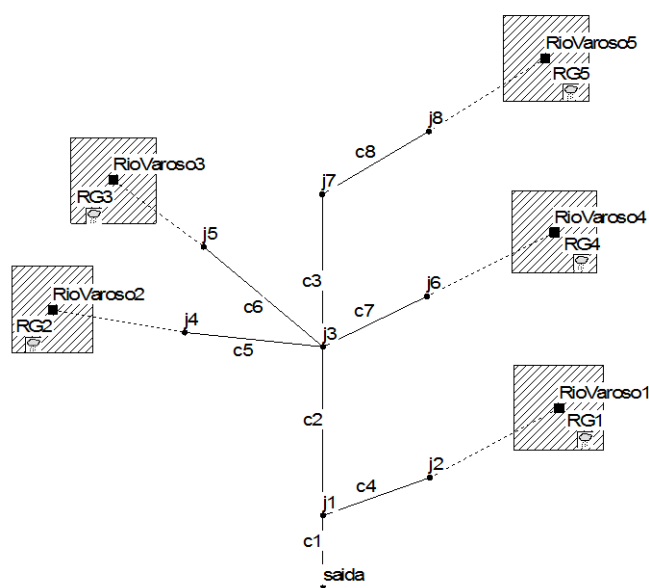 RioVaroso5
RG5
j8
c8
RioVaroso3
RG3
j7
RioVaroso4
RG4
j5
c3
j6
c6
c7
RioVaroso2
RG2
j4
c5
j3
RioVaroso1
RG1
c2
j2
c4
j1
c1
saida